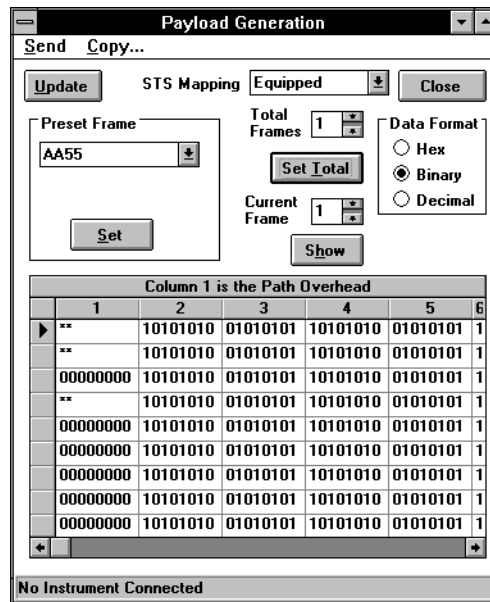 Payload Generation
Send Copy...
Update STS Mapping Equipped Close
Preset Frame
AA55
Set
Total Frames 1
Set Total
Current Frame 1
Show
Data Format
Hex
Binary
Decimal
Column 1 is the Path Overhead
1 2 3 4 5 6
** 10101010 01010101 10101010 01010101 1
** 10101010 01010101 10101010 01010101 1
00000000 10101010 01010101 10101010 01010101 1
** 10101010 01010101 10101010 01010101 1
00000000 10101010 01010101 10101010 01010101 1
00000000 10101010 01010101 10101010 01010101 1
00000000 10101010 01010101 10101010 01010101 1
00000000 10101010 01010101 10101010 01010101 1
00000000 10101010 01010101 10101010 01010101 1
No Instrument Connected